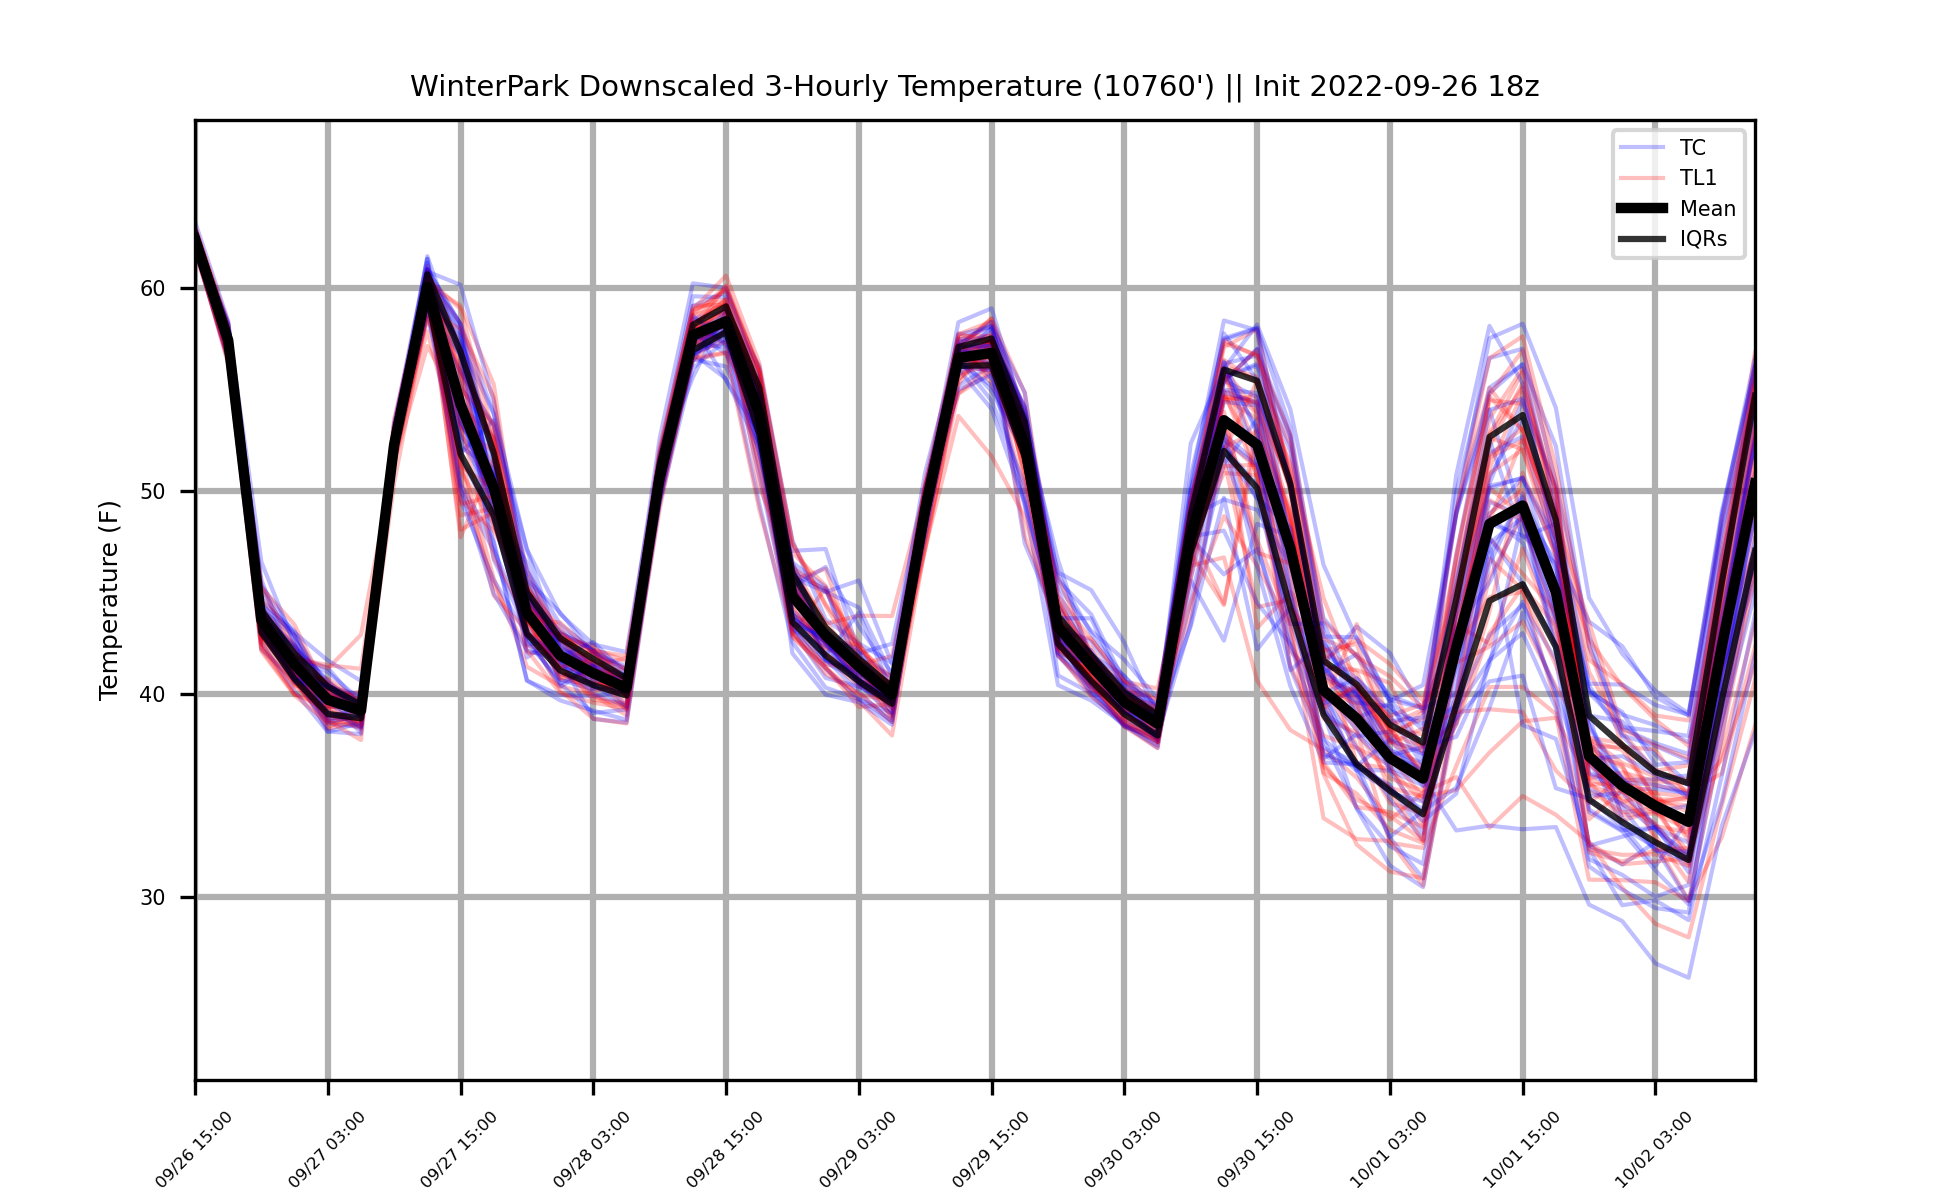 WinterPark Downscaled 3-Hourly Temperature (10760') || Init 2022-09-26 18z
TC
TL1
Mean
IQRs
Temperature (F)
60
50
40
30
09/26 15:00
09/27 03:00
09/27 15:00
09/28 03:00
09/28 15:00
09/29 03:00
09/29 15:00
09/30 03:00
09/30 15:00
10/01 03:00
10/01 15:00
10/02 03:00